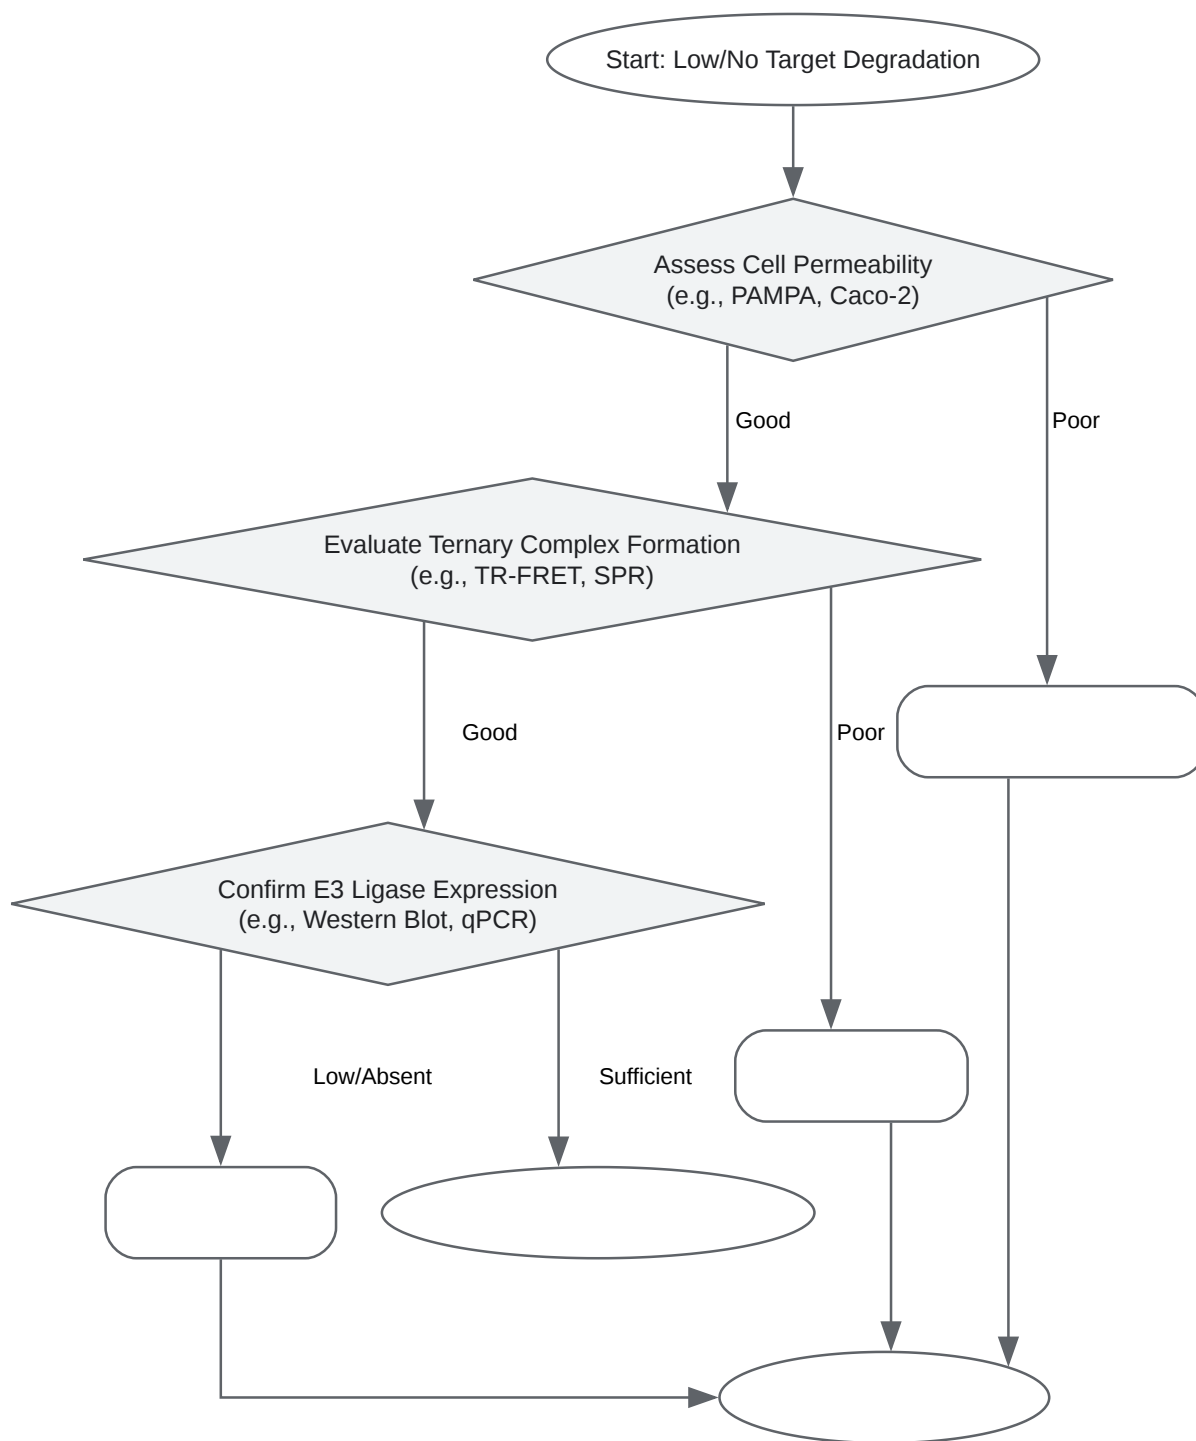 Start: Low/No Target Degradation
Assess Cell Permeability
(e.g., PAMPA, Caco-2)
Good
Poor
Evaluate Ternary Complex Formation
(e.g., TR-FRET, SPR)
Good
Poor
Confirm E3 Ligase Expression
(e.g., Western Blot, qPCR)
Low/Absent
Sufficient